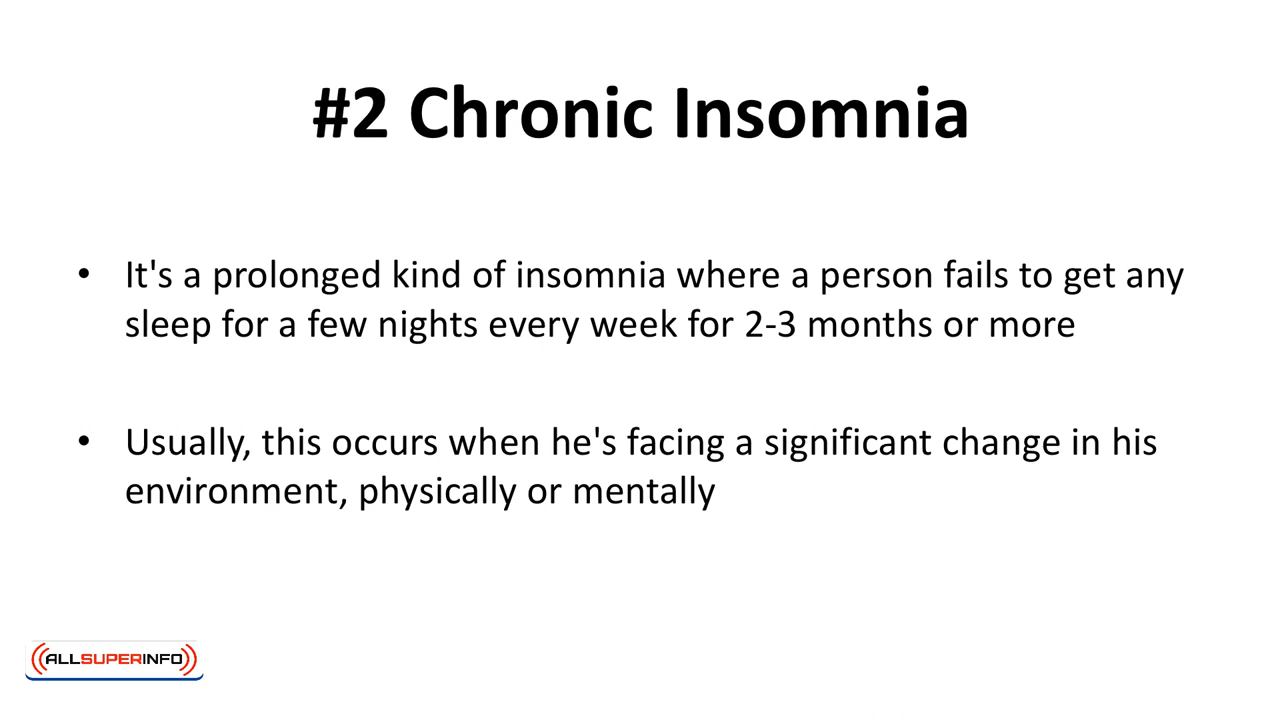 #2 Chronic Insomnia
• It's a prolonged kind of insomnia where a person fails to get any
sleep for a few nights every week for 2-3 months or more
• Usually, this occurs when he's facing a significant change in his
environment, physically or mentally
ALLSUPERINFO